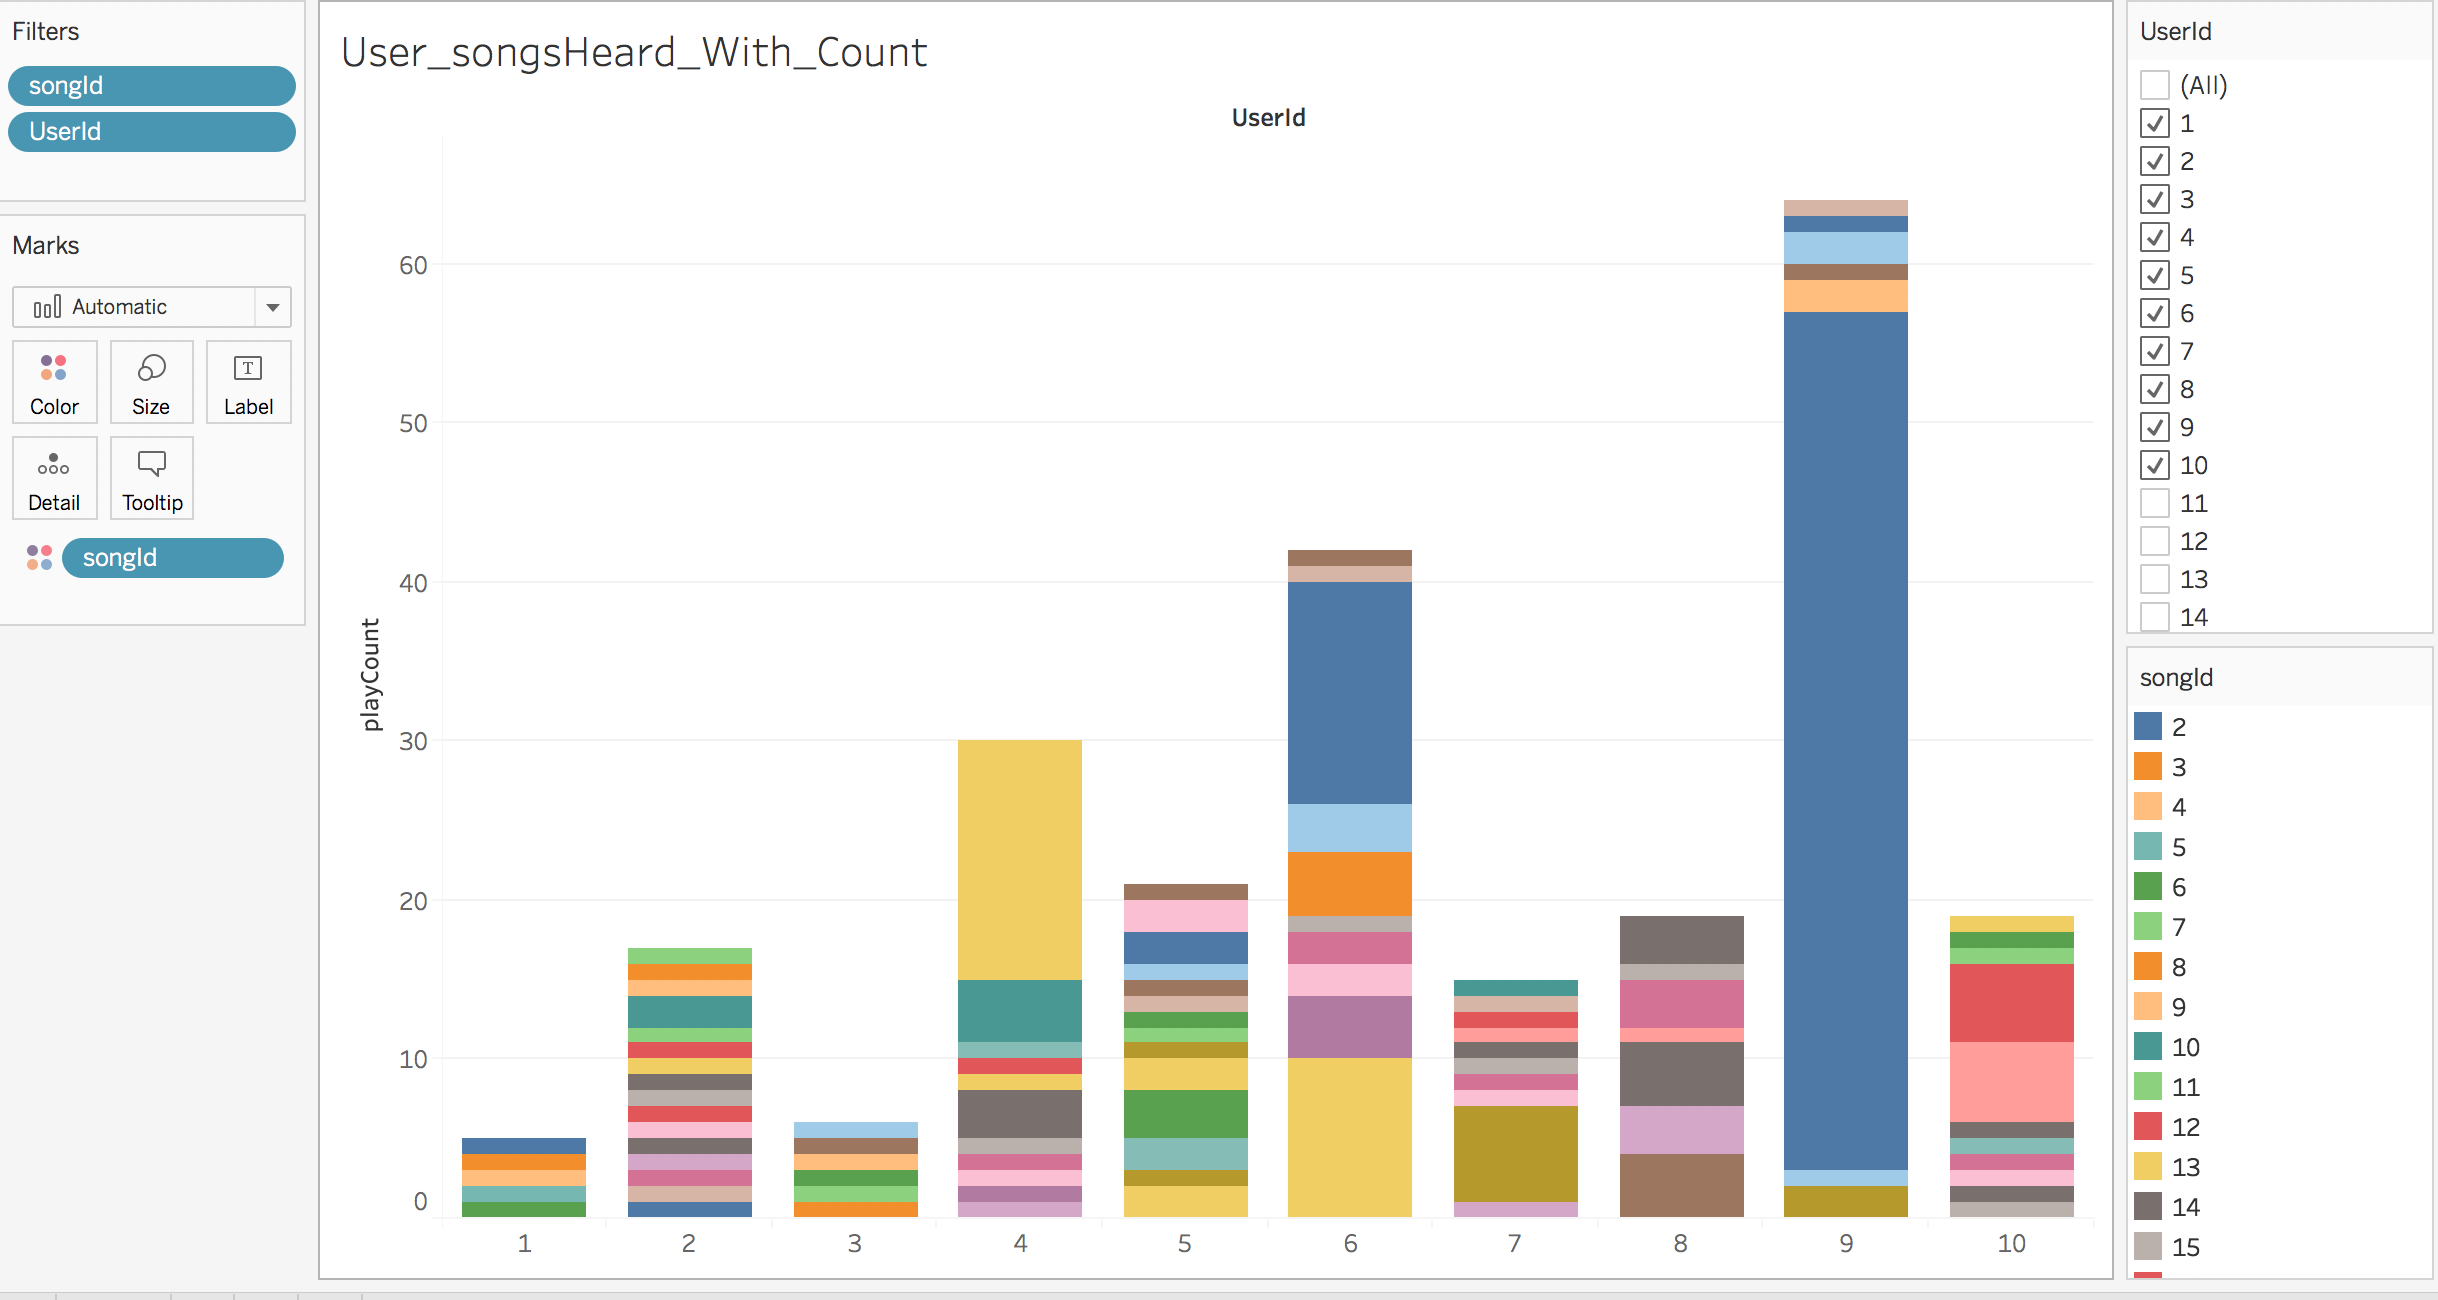 Filters
songId
UserId
Marks
Automatic
Color
Size
T
Label
Detail
Tooltip
songId
User_songsHeard_With_Count
UserId
playCount
60
50
40
30
20
10
0
1
2
3
4
5
6
7
8
9
10
UserId
(All)
1
2
3
4
5
6
7
8
9
10
11
12
13
14
songId
2
3
4
5
6
7
8
9
10
11
12
13
14
15